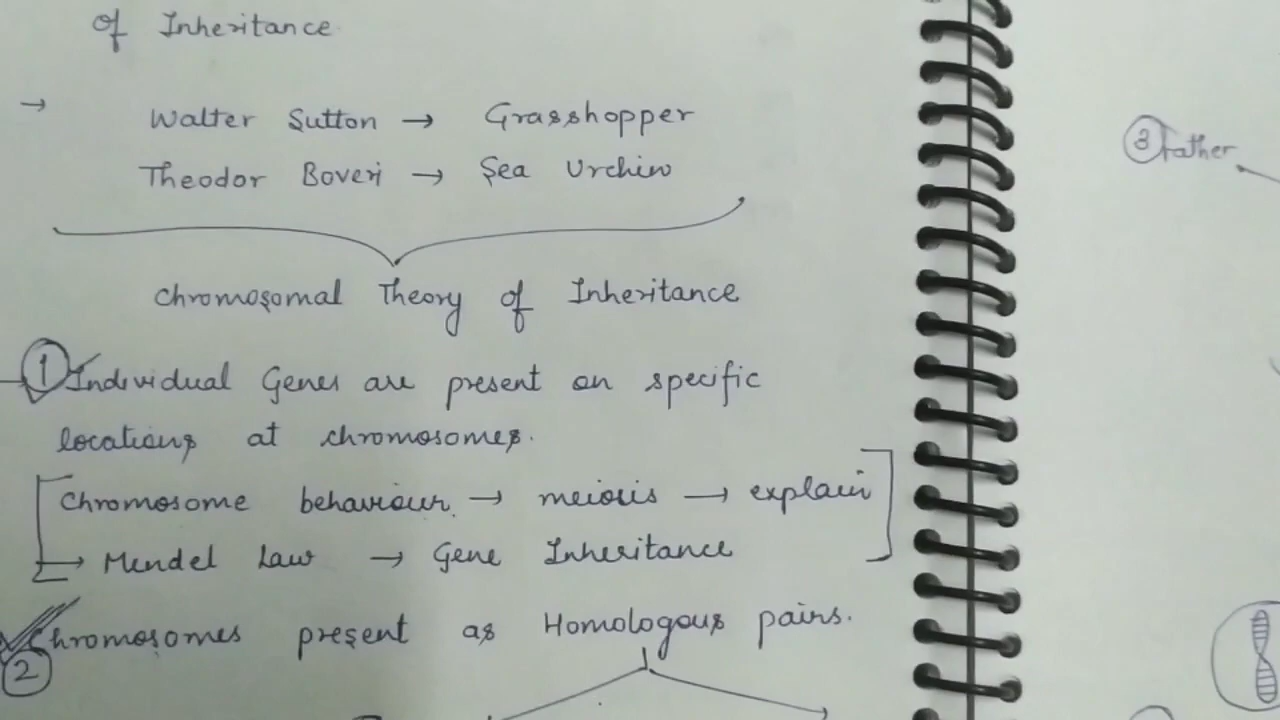 of Inheritance
→ Walter Sutton → Grasshopper
Theodor Boveri → Sea Urchin
Chromosomal Theory of Inheritance
1 Individual Genes are present on specific
locations at chromosomes.
Chromosome behaviour → meiosis → explain
→ Mendel Law → Gene Inheritance
2 Chromosomes present as Homologous pairs.
3 Father